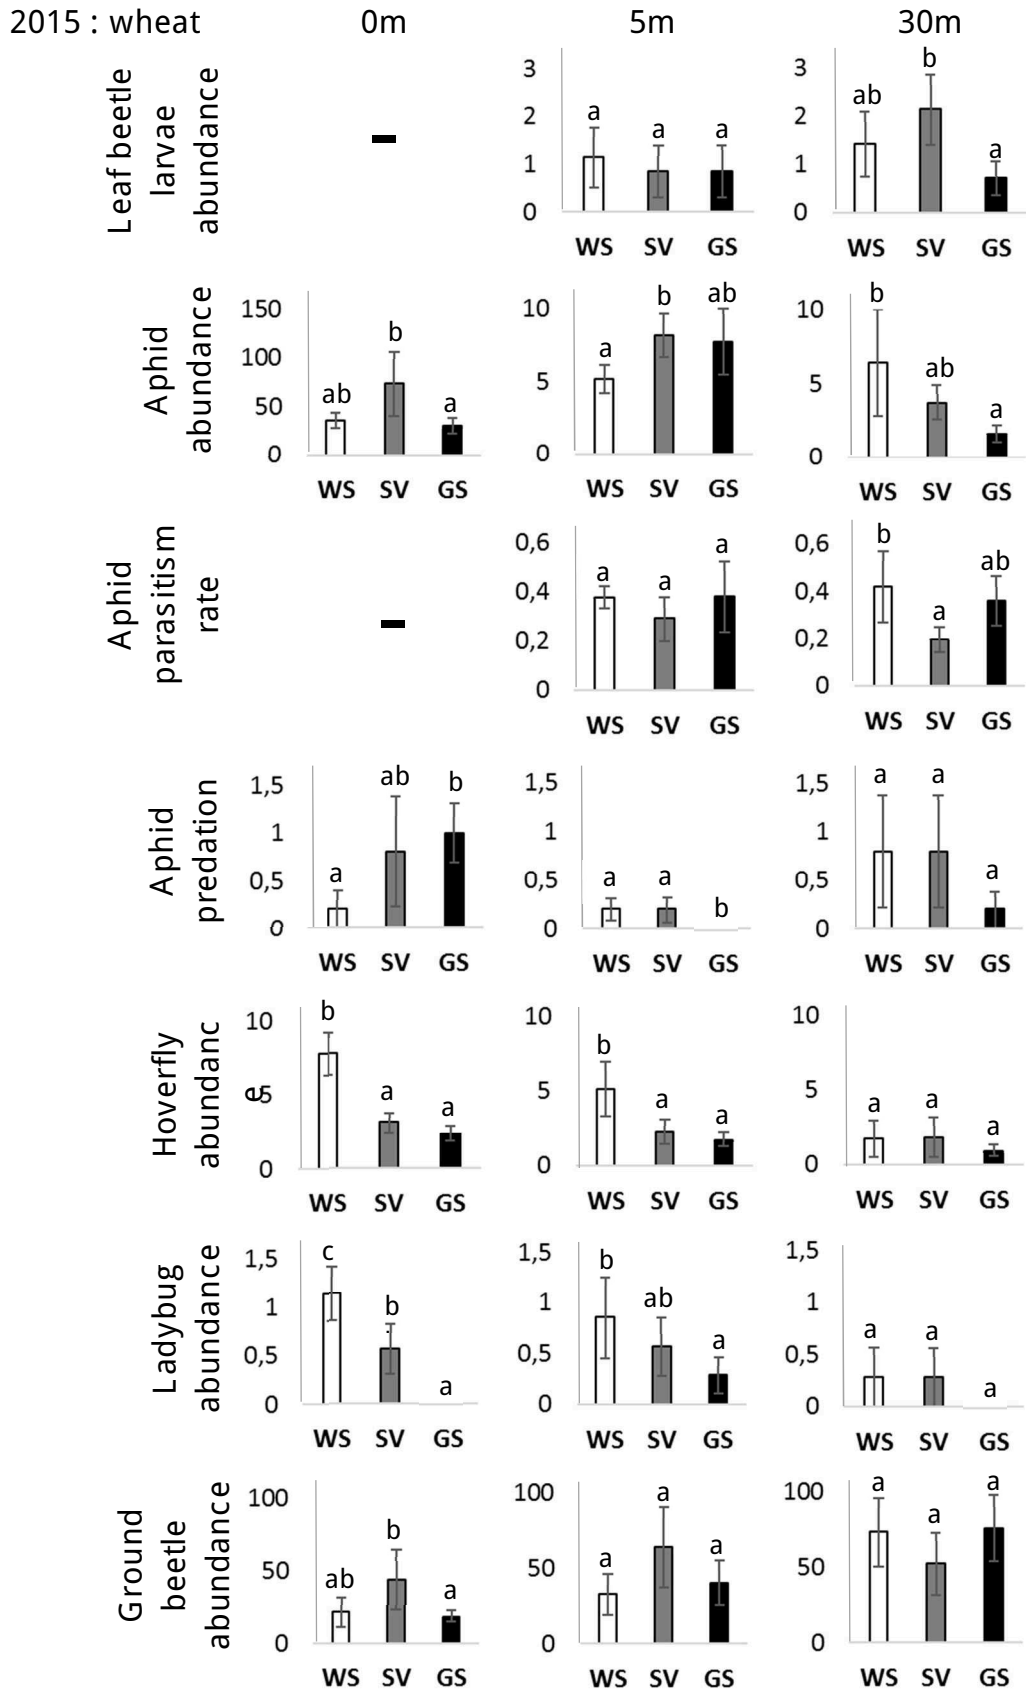 2015 : wheat 0m 5m 30m
Leaf beetle
larvae
abundance
3
2
1
0
a a a
WS SV GS
3
2
1
0
ab b a
WS SV GS
Aphid
abundance
150
100
50
0
ab b a
WS SV GS
10
5
0
a b ab
WS SV GS
10
5
0
b ab a
WS SV GS
Aphid
parasitism
rate
0,6
0,4
0,2
0
a a a
WS SV GS
0,6
0,4
0,2
0
b a ab
WS SV GS
Aphid
predation
1,5
1
0,5
0
a ab b
WS SV GS
1,5
1
0,5
0
a a b
WS SV GS
1,5
1
0,5
0
a a a
WS SV GS
Hoverfly
abundanc
e
10
5
0
b a a
WS SV GS
10
5
0
b a a
WS SV GS
10
5
0
a a a
WS SV GS
Ladybug
abundance
1,5
1
0,5
0
c b a
WS SV GS
1,5
1
0,5
0
b ab a
WS SV GS
1,5
1
0,5
0
a a a
WS SV GS
Ground
beetle
abundance
100
50
0
ab b a
WS SV GS
100
50
0
a a a
WS SV GS
100
50
0
a a a
WS SV GS